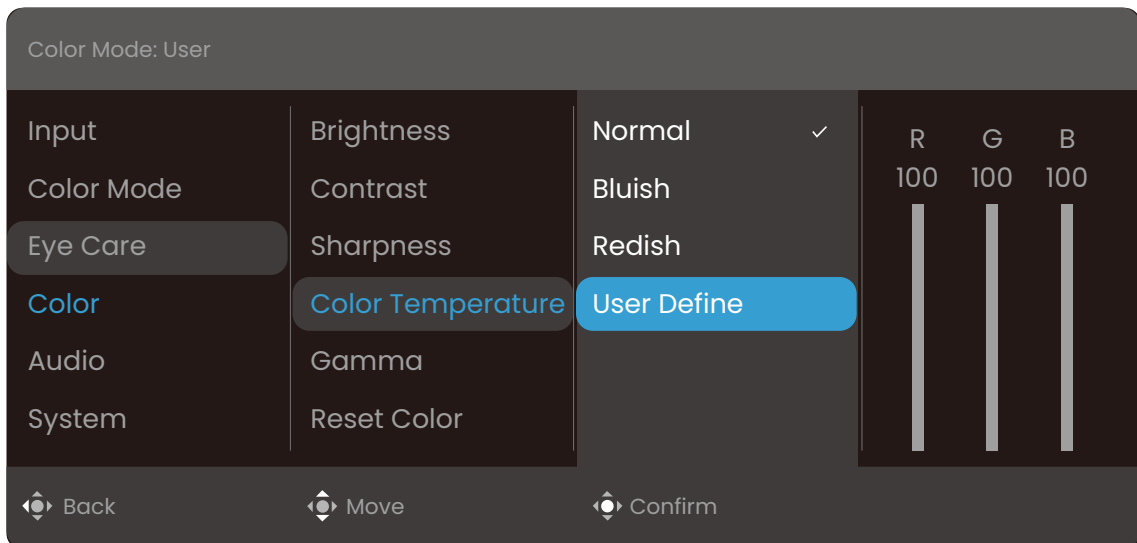 Color Mode: User
Input
Color Mode
Eye Care
Color
Audio
System
Brightness
Contrast
Sharpness
Color Temperature
Gamma
Reset Color
Normal
Bluish
Redish
User Define
R G B
100 100 100
Back Move Confirm